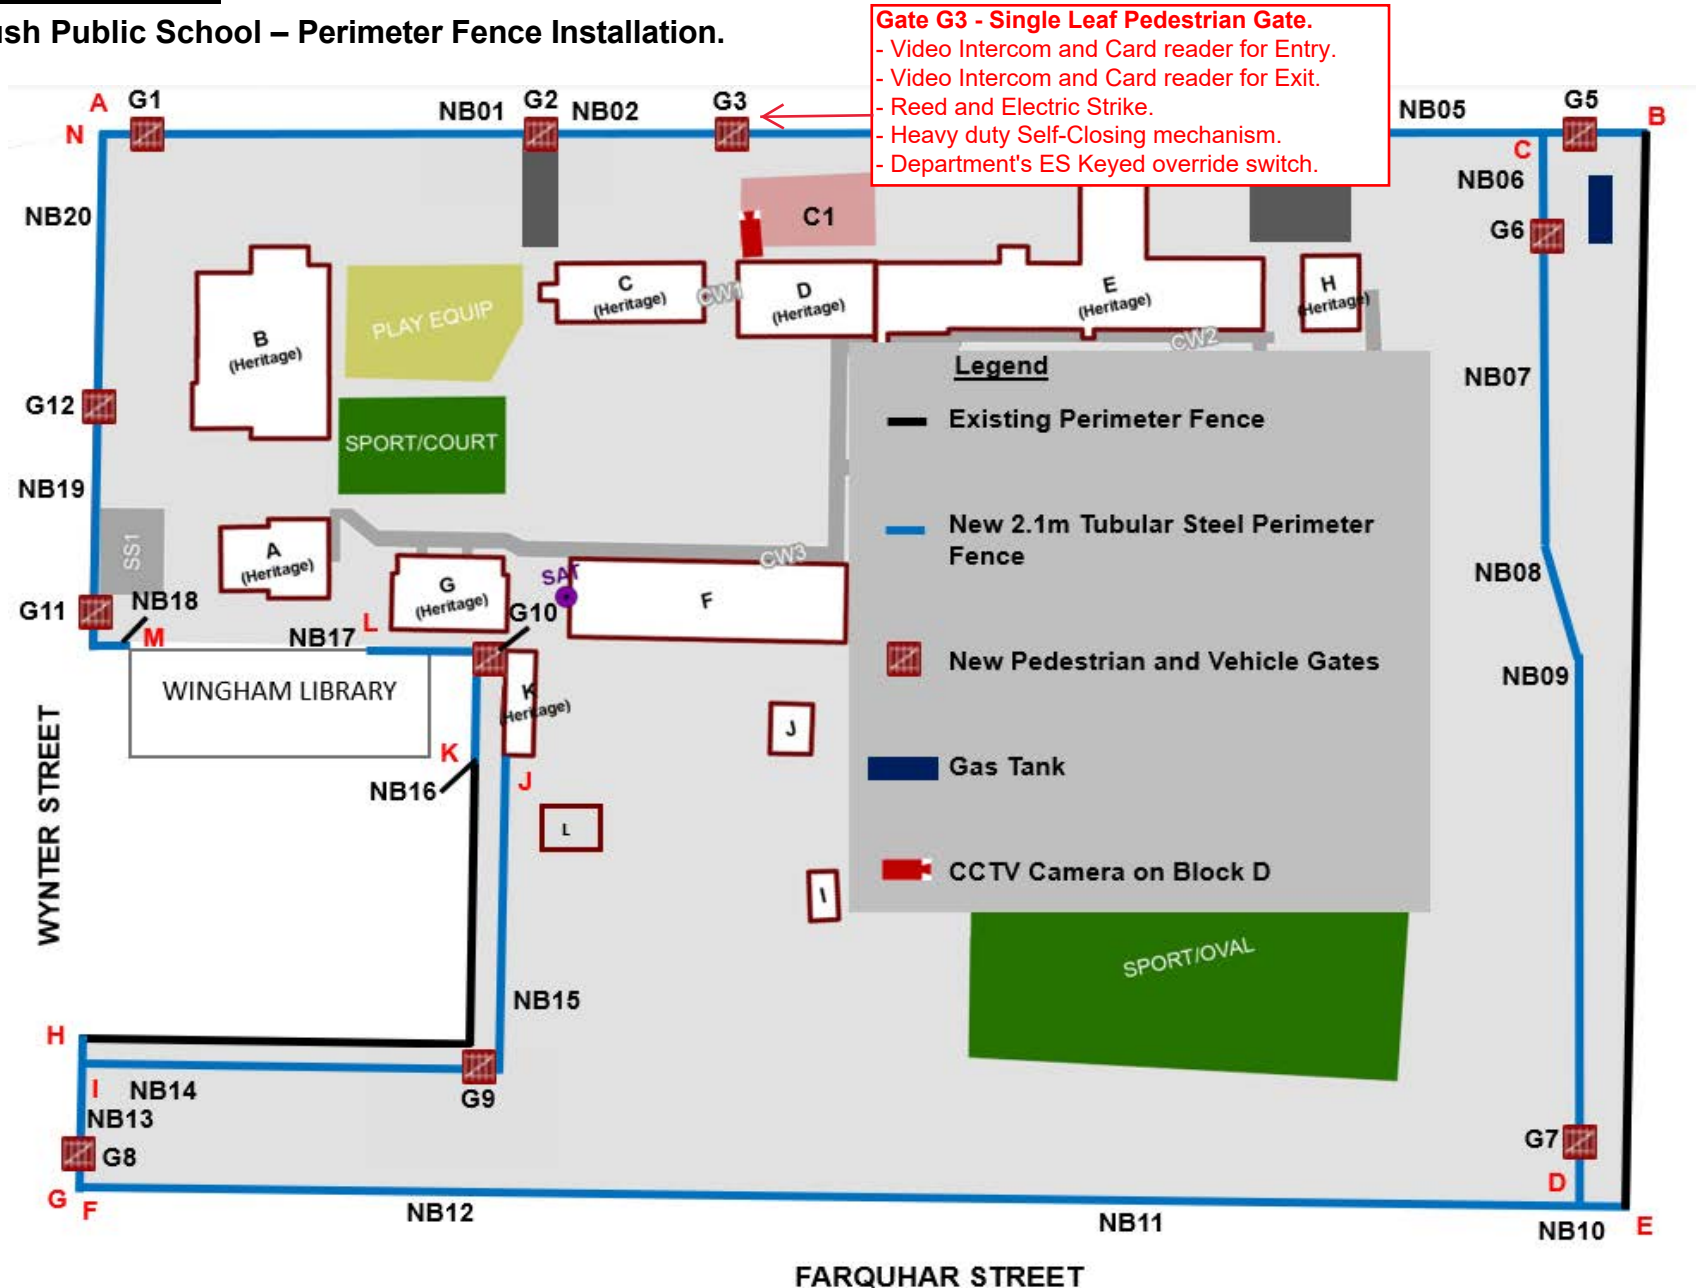 ush Public School – Perimeter Fence Installation.
Gate G3 - Single Leaf Pedestrian Gate.
- Video Intercom and Card reader for Entry.
- Video Intercom and Card reader for Exit.
- Reed and Electric Strike.
- Heavy duty Self-Closing mechanism.
- Department's ES Keyed override switch.
A G1 NB01 G2 NB02 G3 NB05 G5 B
N C
NB06
NB20 C1 G6
B
(Heritage)
PLAY EQUIP
C
(Heritage)
CW1
D
(Heritage)
E
(Heritage)
H
(Heritage)
CW2
G12
NB07
SPORT/COURT
NB19
SS1
A
(Heritage)
G
(Heritage)
SAT
CW3
F
NB08
G11 NB18 M NB17 L G10
WINGHAM LIBRARY
K
(Heritage)
NB09
J
K
NB16
J
L
I
WYNTER STREET
Legend
Existing Perimeter Fence
New 2.1m Tubular Steel Perimeter
Fence
New Pedestrian and Vehicle Gates
Gas Tank
CCTV Camera on Block D
SPORT/OVAL
NB15
H
I NB14
G9
NB13
G8
G7
D
G F
NB12
NB11
NB10
E
FARQUHAR STREET